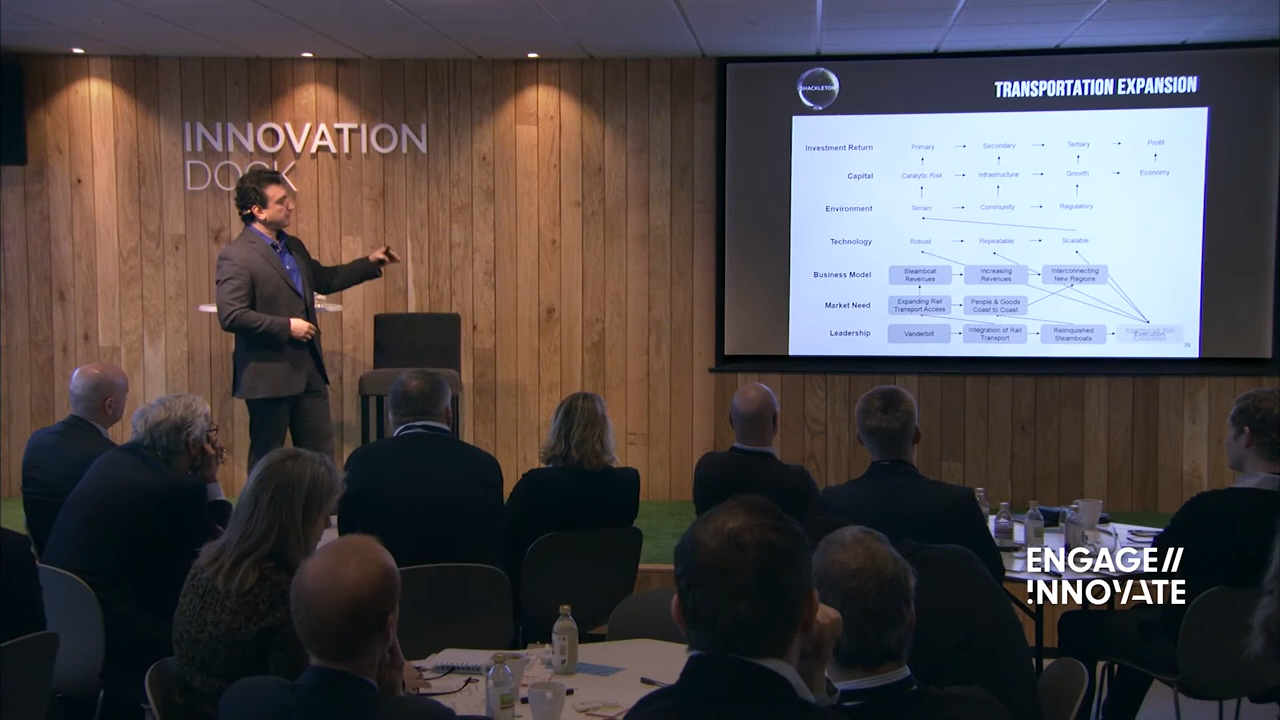 INNOVATION
DOCK
SHACKLETON
TRANSPORTATION EXPANSION
Investment Return Primary Secondary Tertiary Profit
Capital Catalytic Risk Infrastructure Growth Economy
Environment Terrain Community Regulatory
Technology Robust Repeatable Scalable
Business Model Steamboat Revenues Increasing Revenues Interconnecting New Regions
Market Need Expanding Rail Transport Access People & Goods Coast to Coast
Leadership Vanderbilt Integration of Rail Transport Relinquished Steamboats Execution
ENGAGE//
!NNOVATE